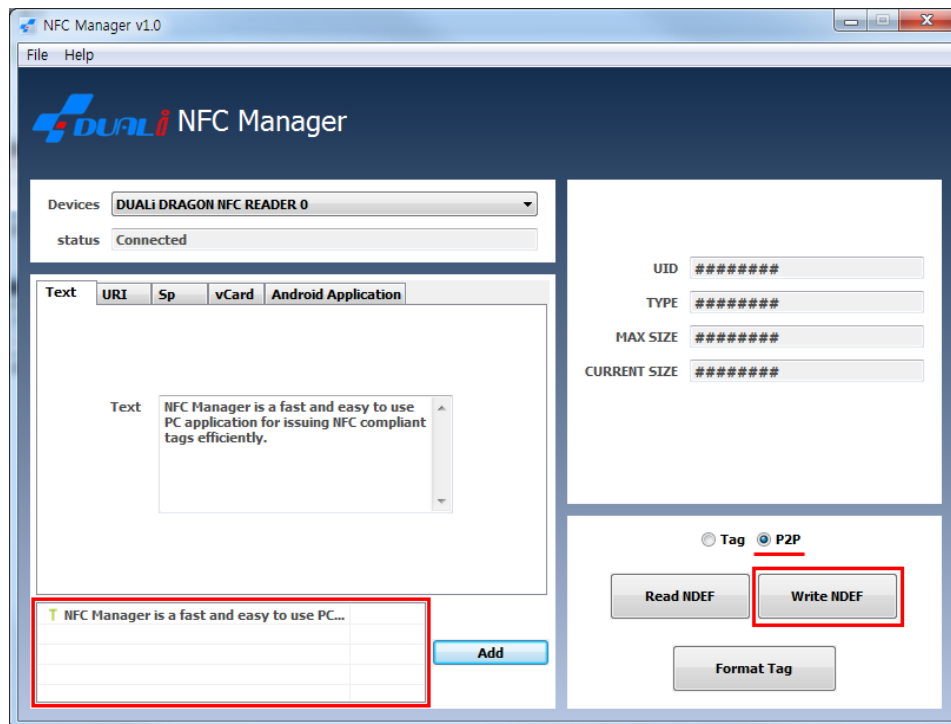 NFC Manager v1.0
File Help
DUALi NFC Manager
Devices DUALi DRAGON NFC READER 0
status Connected
Text URI Sp vCard Android Application
Text NFC Manager is a fast and easy to use
PC application for issuing NFC compliant
tags efficiently.
T NFC Manager is a fast and easy to use PC...
Add
UID ########
TYPE ########
MAX SIZE ########
CURRENT SIZE ########
Tag P2P
Read NDEF Write NDEF
Format Tag